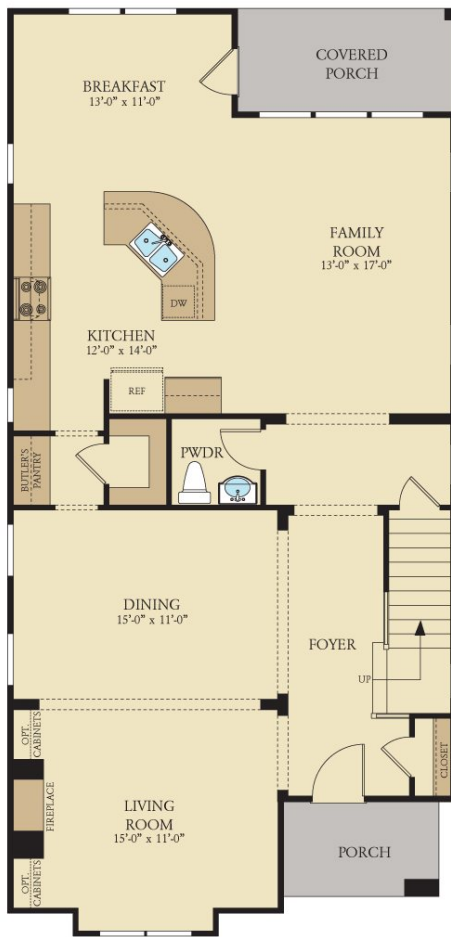 COVERED
PORCH
BREAKFAST
13'-0" x 11'-0"
FAMILY
ROOM
13'-0" x 17'-0"
DW
KITCHEN
12'-0" x 14'-0"
REF
BUTLER'S
PANTRY
PWDR
DINING
15'-0" x 11'-0"
FOYER
UP
OPT.
CABINETS
FIREPLACE
CLOSET
LIVING
ROOM
15'-0" x 11'-0"
PORCH
OPT.
CABINETS